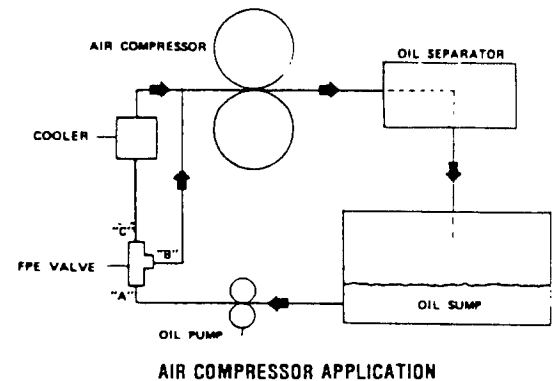 AIR COMPRESSOR
OIL SEPARATOR
COOLER
"C"
"B"
FPE VALVE
"A"
OIL SUMP
OIL PUMP
AIR COMPRESSOR APPLICATION